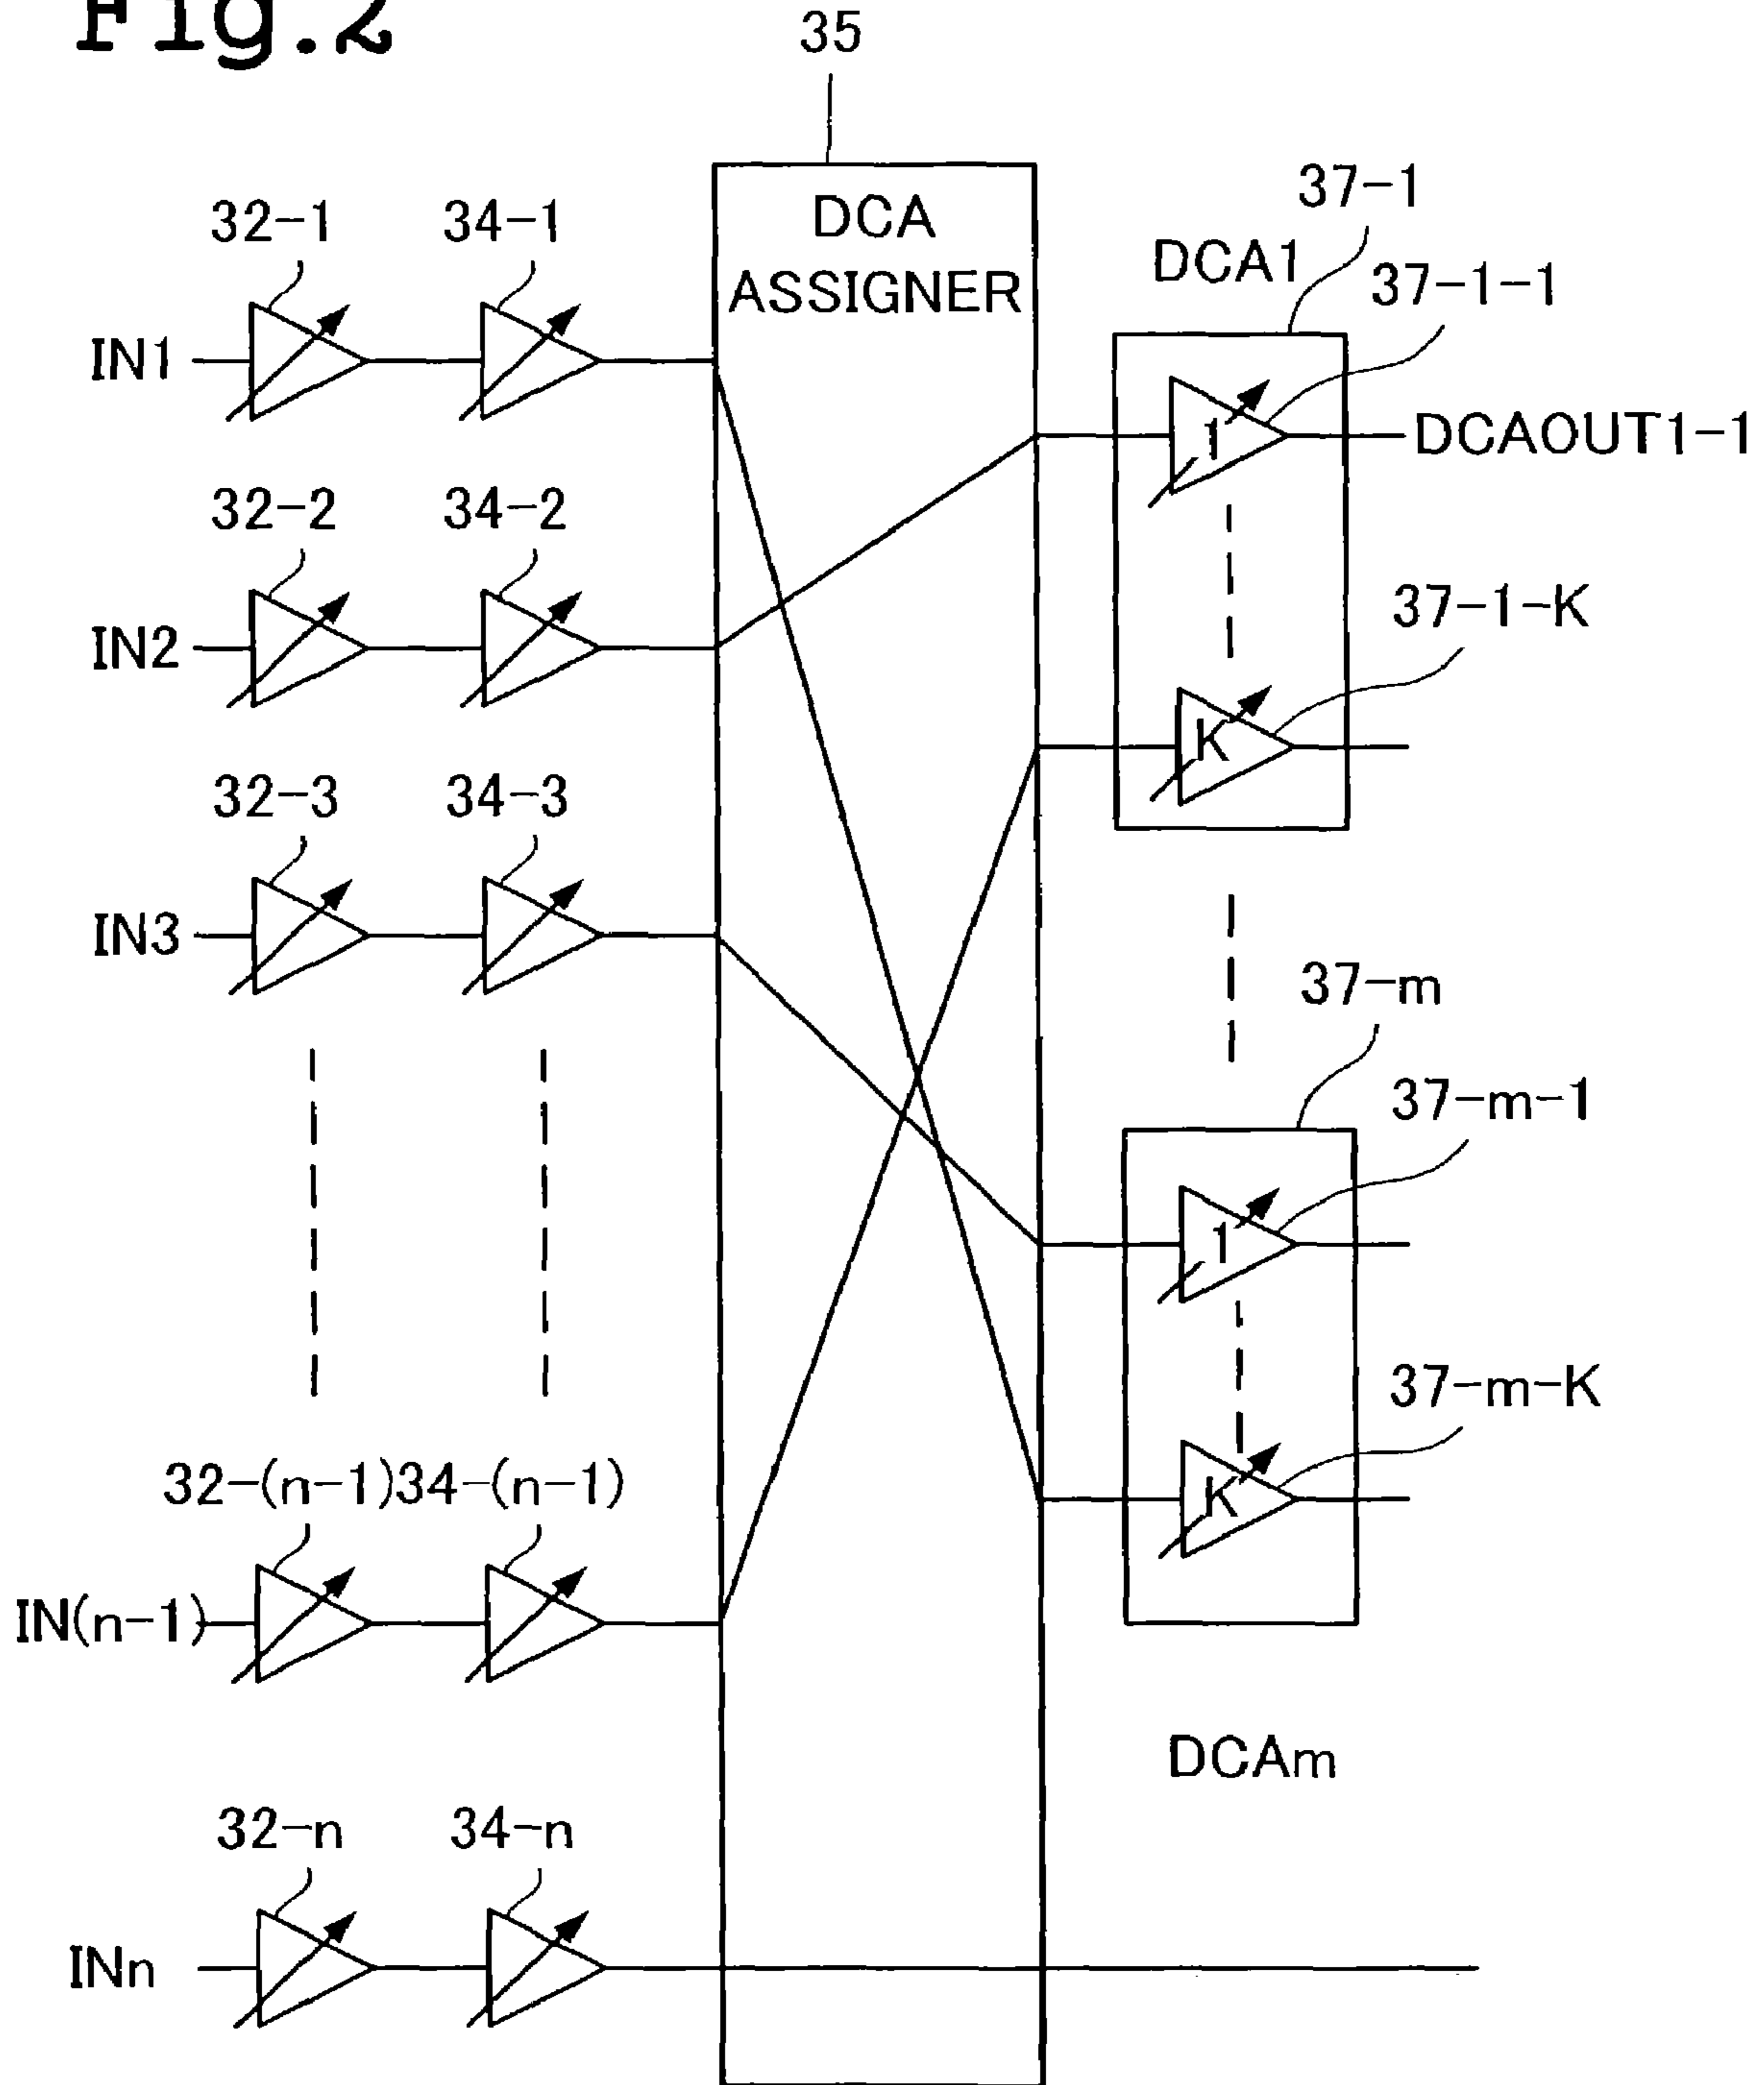 Fig.2
35
DCA
ASSIGNER
37-1
DCA1
37-1-1
32-1
34-1
IN1
1
DCAOUT1-1
32-2
34-2
IN2
37-1-K
K
32-3
34-3
IN3
37-m
37-m-1
1
37-m-K
K
32-(n-1)
34-(n-1)
IN(n-1)
DCAm
32-n
34-n
INn